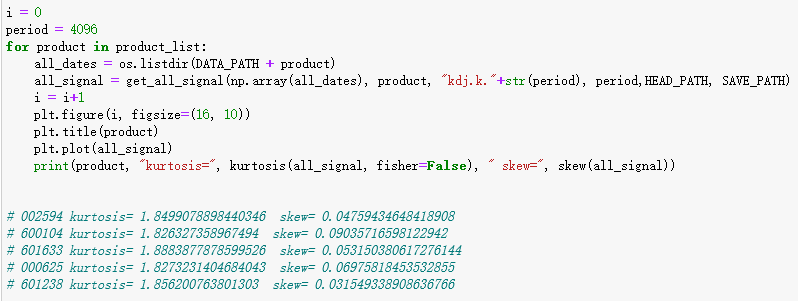 i = 0
period = 4096
for product in product_list:
    all_dates = os.listdir(DATA_PATH + product)
    all_signal = get_all_signal(np.array(all_dates), product, "kdj.k."+str(period), period,HEAD_PATH, SAVE_PATH)
    i = i+1
    plt.figure(i, figsize=(16, 10))
    plt.title(product)
    plt.plot(all_signal)
    print(product, "kurtosis=", kurtosis(all_signal, fisher=False), " skew=", skew(all_signal))
# 002594 kurtosis= 1.8499078898440346  skew= 0.04759434648418908
# 600104 kurtosis= 1.826327358967494  skew= 0.09035716598122942
# 601633 kurtosis= 1.8883877878599526  skew= 0.053150380617276144
# 000625 kurtosis= 1.8273231404684043  skew= 0.06975818453532855
# 601238 kurtosis= 1.856200763801303  skew= 0.031549338908636766